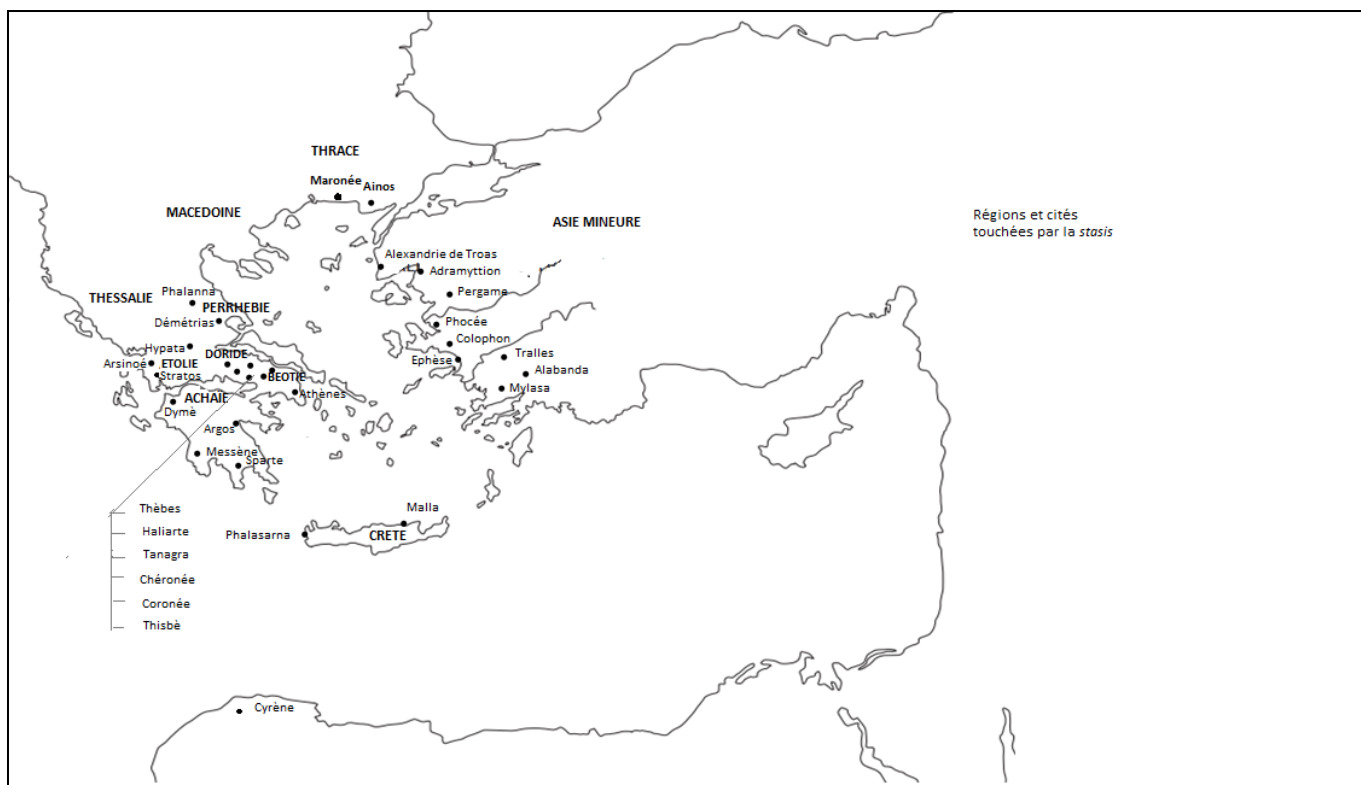 THRACE
Maronée
Ainos
MACEDOINE
ASIE MINEURE
Régions et cités
touchées par la stasis
Alexandrie de Troas
Adramyttion
Phalanna
Pergame
THESSALIE
PERRHEBIE
Démétrias
Phocée
Colophon
Hypata
DORIDE
Ephèse
Tralles
Arsinoé
ETOLIE
Stratos
BEOTIE
Alabanda
Mylasa
Athènes
ACHAÏE
Dymè
Argos
Messène
Sparte
Thèbes
Haliarte
Tanagra
Chéronée
Coronée
Thisbè
Malla
Phalasarna
CRETE
Cyrène